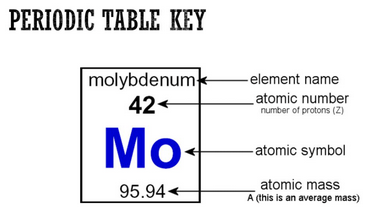 PERIODIC TABLE KEY
molybdenum
element name
42
atomic number
number of protons (Z)
Mo
atomic symbol
95.94
atomic mass
A (this is an average mass)